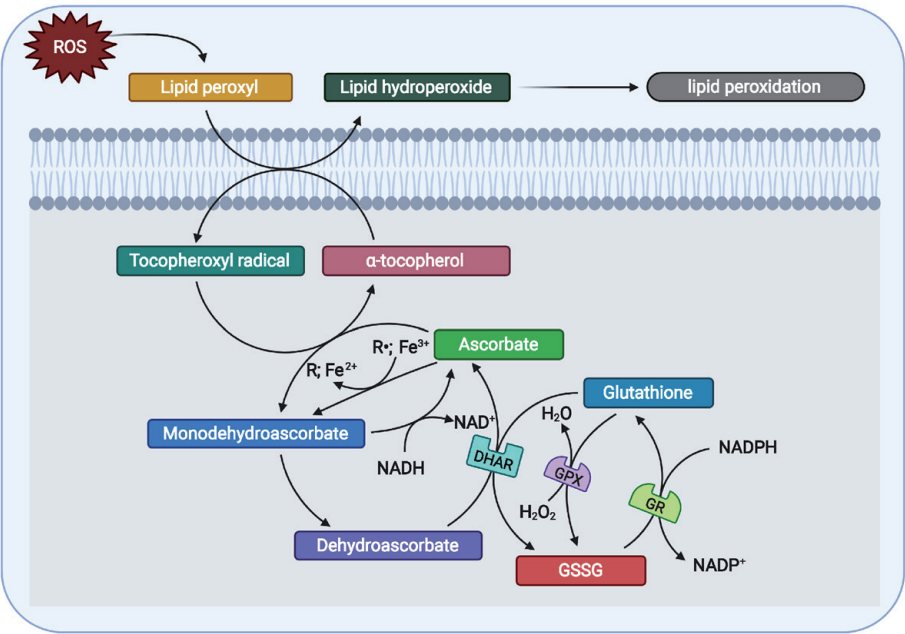 ROS
Lipid peroxyl
Lipid hydroperoxide
lipid peroxidation
Tocopheroxyl radical
α-tocopherol
Ascorbate
R•; Fe³⁺
R; Fe²⁺
Glutathione
Monodehydroascorbate
NAD⁺
H₂O
NADH
DHAR
GPX
NADPH
GR
H₂O₂
Dehydroascorbate
GSSG
NADP⁺